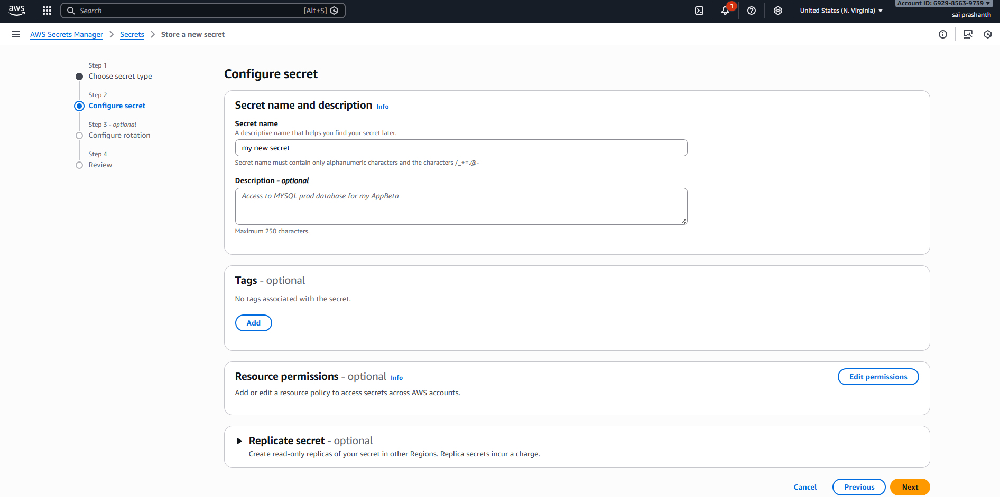 aws
Search [Alt+S]
1
United States (N. Virginia)
Account ID: 6929-8563-9739
sai prashanth
AWS Secrets Manager
Secrets
Store a new secret
Step 1
Choose secret type
Step 2
Configure secret
Step 3 - optional
Configure rotation
Step 4
Review
Configure secret
Secret name and description Info
Secret name
A descriptive name that helps you find your secret later.
my new secret
Secret name must contain only alphanumeric characters and the characters /_+=.@-
Description - optional
Access to MYSQL prod database for my AppBeta
Maximum 250 characters.
Tags - optional
No tags associated with the secret.
Add
Resource permissions - optional Info
Edit permissions
Add or edit a resource policy to access secrets across AWS accounts.
Replicate secret - optional
Create read-only replicas of your secret in other Regions. Replica secrets incur a charge.
Cancel
Previous
Next